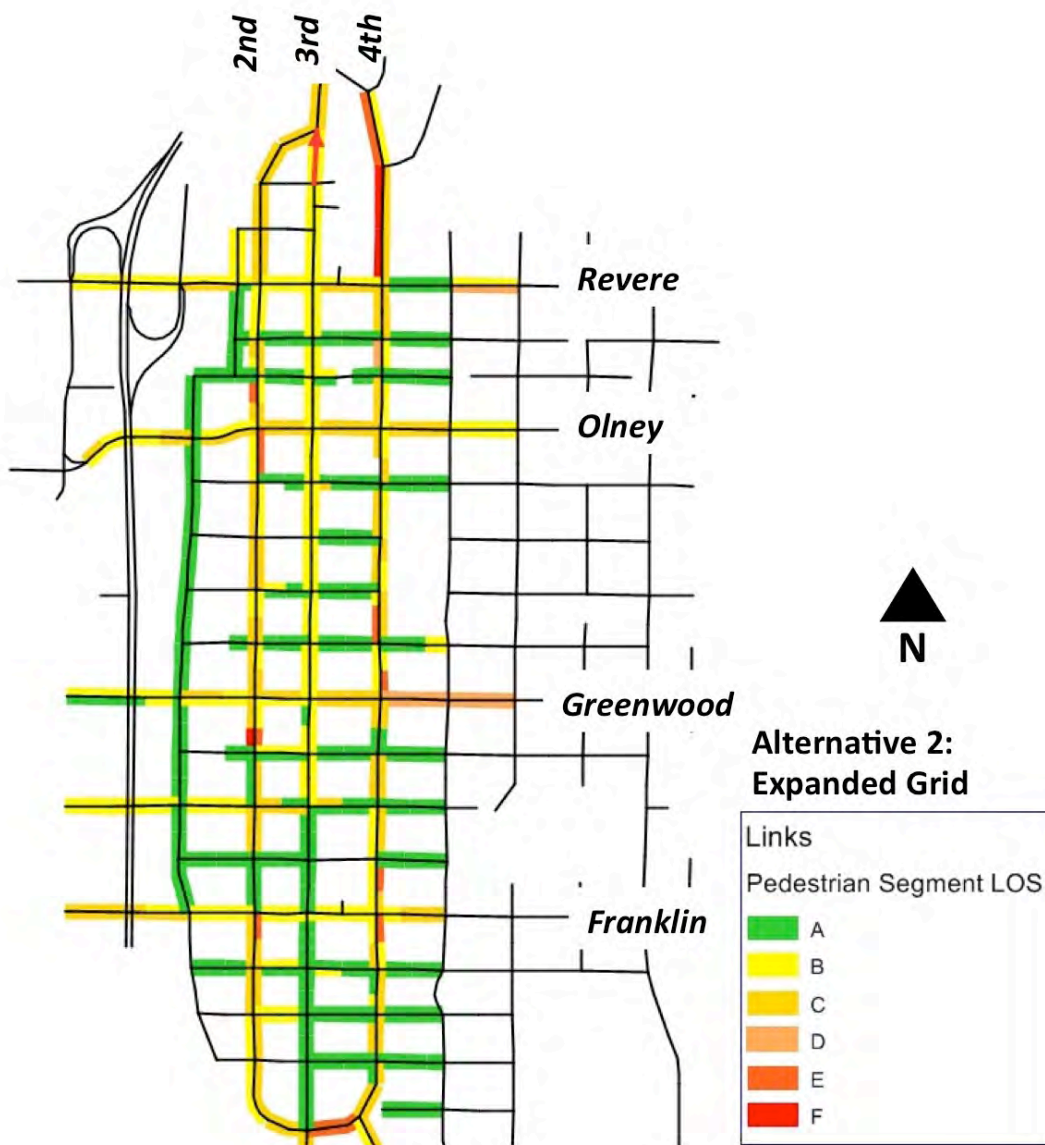 2nd
3rd
4th
Revere
Olney
N
Greenwood
Alternative 2:
Expanded Grid
Links
Pedestrian Segment LOS
A
B
C
D
E
F
Franklin